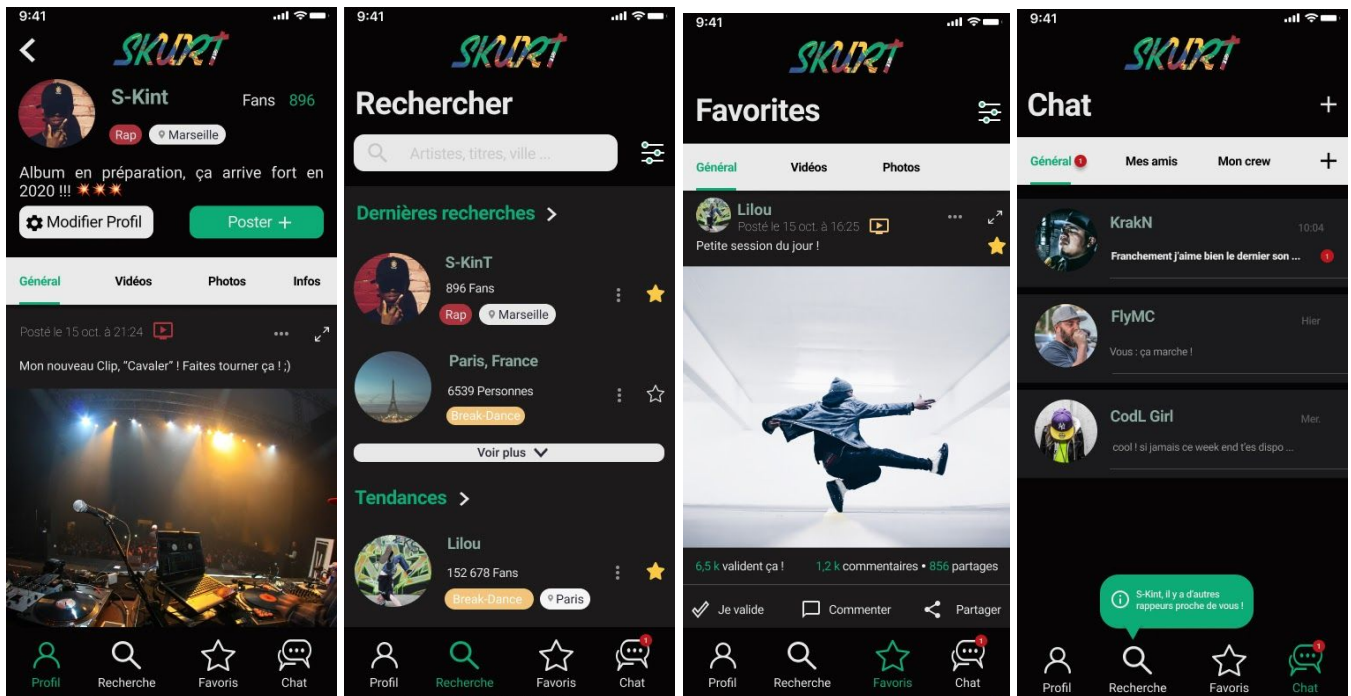 9:41
SKURT
S-Kint
Fans 896
Rap
Marseille
Album en préparation, ça arrive fort en
2020 !!!
Modifier Profil
Poster +
Général Vidéos Photos Infos
Posté le 15 oct. à 21:24
Mon nouveau Clip, "Cavaler" ! Faites tourner ça ! ;)
Profil Recherche Favoris Chat
1
9:41
SKURT
Rechercher
Artistes, titres, ville ...
Dernières recherches >
S-KinT
896 Fans
Rap
Marseille
Paris, France
6539 Personnes
Break-Dance
Voir plus
Tendances >
Lilou
152 678 Fans
Break-Dance
Paris
Profil Recherche Favoris Chat
1
9:41
SKURT
Favorites
Général Vidéos Photos
Lilou
Posté le 15 oct. à 16:25
Petite session du jour !
6,5 k valident ça ! 1,2 k commentaires • 856 partages
Je valide Commenter Partager
Profil Recherche Favoris Chat
1
9:41
SKURT
Chat +
Général 1 Mes amis Mon crew +
KrakN
10:04
Franchement j'aime bien le dernier son ... 1
FlyMC
Hier
Vous : ça marche !
CodL Girl
Mer.
cool ! si jamais ce week end t'es dispo ...
S-Kint, il y a d'autres
rappeurs proche de vous !
Profil Recherche Favoris Chat
1